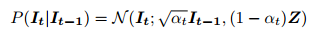 P(I_t|I_{t−1}) = 𝒩(I_t; √α_t I_{t−1}, (1 − α_t)Z)